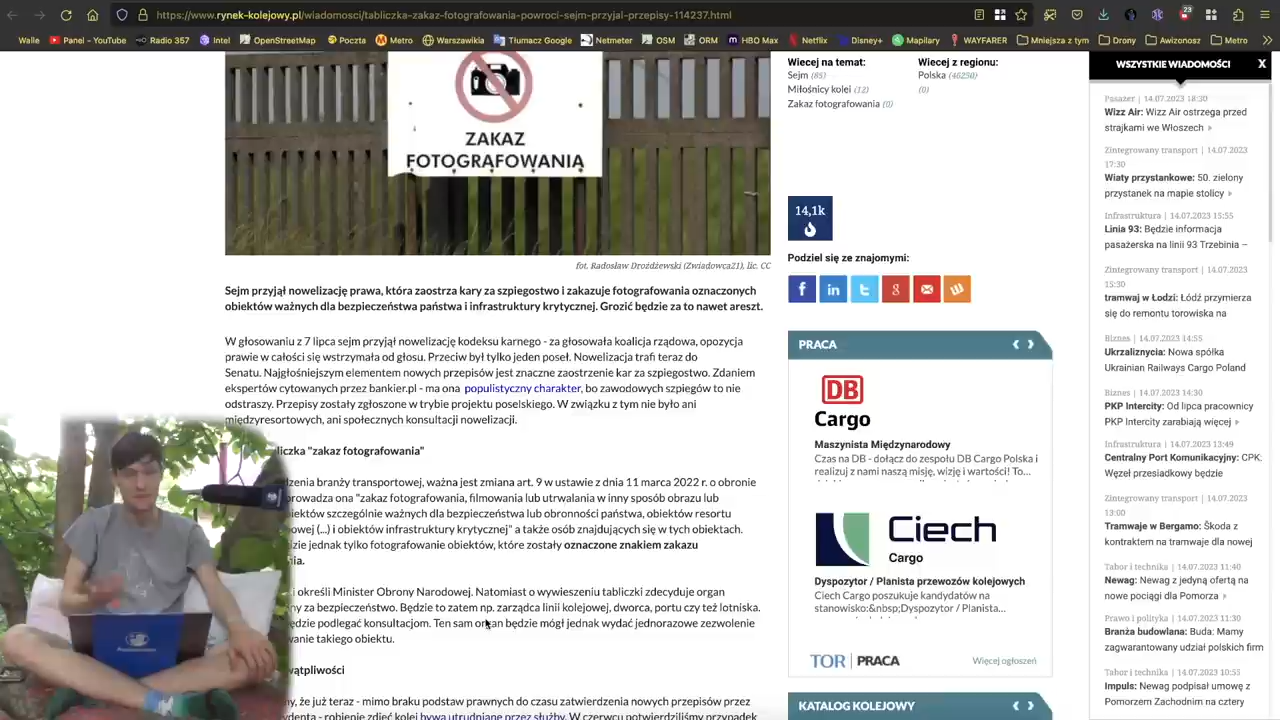 https://www.rynek-kolejowy.pl/wiadomosci/tabliczka-zakaz-fotografowania-powroci-sejm-przyjal-przepisy-114237.html
23
Walle
Panel - YouTube
Radio 357
Intel
OpenStreetMap
Poczta
Metro
Warszawikia
Tłumacz Google
Netmeter
OSM
ORM
HBO Max
Netflix
Disney+
Mapilary
WAYFARER
Mniejsza z tym
Drony
Awizonosz
Metro
ZAKAZ
FOTOGRAFOWANIA
fot. Radosław Drożdżewski (Zwiadowca21), lic. CC
Sejm przyjął nowelizację prawa, która zaostrza kary za szpiegostwo i zakazuje fotografowania oznaczonych
obiektów ważnych dla bezpieczeństwa państwa i infrastruktury krytycznej. Grozić będzie za to nawet areszt.
W głosowaniu z 7 lipca sejm przyjął nowelizację kodeksu karnego - za głosowała koalicja rządowa, opozycja
prawie w całości się wstrzymała od głosu. Przeciw był tylko jeden poseł. Nowelizacja trafi teraz do
Senatu. Najgłośniejszym elementem nowych przepisów jest znaczne zaostrzenie kar za szpiegostwo. Zdaniem
ekspertów cytowanych przez bankier.pl - ma ona populistyczny charakter, bo zawodowych szpiegów to nie
odstraszy. Przepisy zostały zgłoszone w trybie projektu poselskiego. W związku z tym nie było ani
międzyresortowych, ani społecznych konsultacji nowelizacji.
liczka "zakaz fotografowania"
dzenia branży transportowej, ważna jest zmiana art. 9 w ustawie z dnia 11 marca 2022 r. o obronie
prowadza ona "zakaz fotografowania, filmowania lub utrwalania w inny sposób obrazu lub
iektów szczególnie ważnych dla bezpieczeństwa lub obronności państwa, obiektów resortu
owej (...) i obiektów infrastruktury krytycznej" a także osób znajdujących się w tych obiektach.
zie jednak tylko fotografowanie obiektów, które zostały oznaczone znakiem zakazu
ia.
i określi Minister Obrony Narodowej. Natomiast o wywieszeniu tabliczki zdecyduje organ
ny za bezpieczeństwo. Będzie to zatem np. zarządca linii kolejowej, dworca, portu czy też lotniska.
ędzie podlegać konsultacjom. Ten sam organ będzie mógł jednak wydać jednorazowe zezwolenie
wanie takiego obiektu.
wątpliwości
ny, że już teraz - mimo braku podstaw prawnych do czasu zatwierdzenia nowych przepisów przez
ydenta - robienie zdjęć kolei bywa utrudniane przez służby. W czerwcu potwierdziliśmy przypadek
Wiecej na temat:
Sejm (85)
Miłośnicy kolei (12)
Zakaz fotografowania (0)
Wiecej z regionu:
Polska (46250)
(0)
14,1k
Podziel się ze znajomymi:
PRACA
DB
Cargo
Maszynista Międzynarodowy
Czas na DB - dołącz do zespołu DB Cargo Polska i
realizuj z nami naszą misję, wizję i wartości! To...
Ciech
Cargo
Dyspozytor / Planista przewozów kolejowych
Ciech Cargo poszukuje kandydatów na
stanowisko:&nbsp;Dyspozytor / Planista...
TOR PRACA
Więcej ogłoszeń
KATALOG KOLEJOWY
WSZYSTKIE WIADOMOŚCI
X
Pasażer | 14.07.2023 18:20
Wizz Air: Wizz Air ostrzega przed
strajkami we Włoszech
Zintegrowany transport | 14.07.2023
17:30
Wiaty przystankowe: 50. zielony
przystanek na mapie stolicy
Infrastruktura | 14.07.2023 15:55
Linia 93: Będzie informacja
pasażerska na linii 93 Trzebinia –
Zintegrowany transport | 14.07.2023
15:30
tramwaj w Łodzi: Łódź przymierza
się do remontu torowiska na
Biznes | 14.07.2023 14:55
Ukrzaliznycia: Nowa spółka
Ukrainian Railways Cargo Poland
Biznes | 14.07.2023 14:30
PKP Intercity: Od lipca pracownicy
PKP Intercity zarabiają więcej
Infrastruktura | 14.07.2023 13:49
Centralny Port Komunikacyjny: CPK:
Węzeł przesiadkowy będzie
Zintegrowany transport | 14.07.2023
13:00
Tramwaje w Bergamo: Škoda z
kontraktem na tramwaje dla nowej
Tabor i technika | 14.07.2023 11:40
Newag: Newag z jedyną ofertą na
nowe pociągi dla Pomorza
Prawo i polityka | 14.07.2023 11:30
Branża budowlana: Buda: Mamy
zagwarantowany udział polskich firm
Tabor i technika | 14.07.2023 10:55
Impuls: Newag podpisał umowę z
Pomorzem Zachodnim na cztery